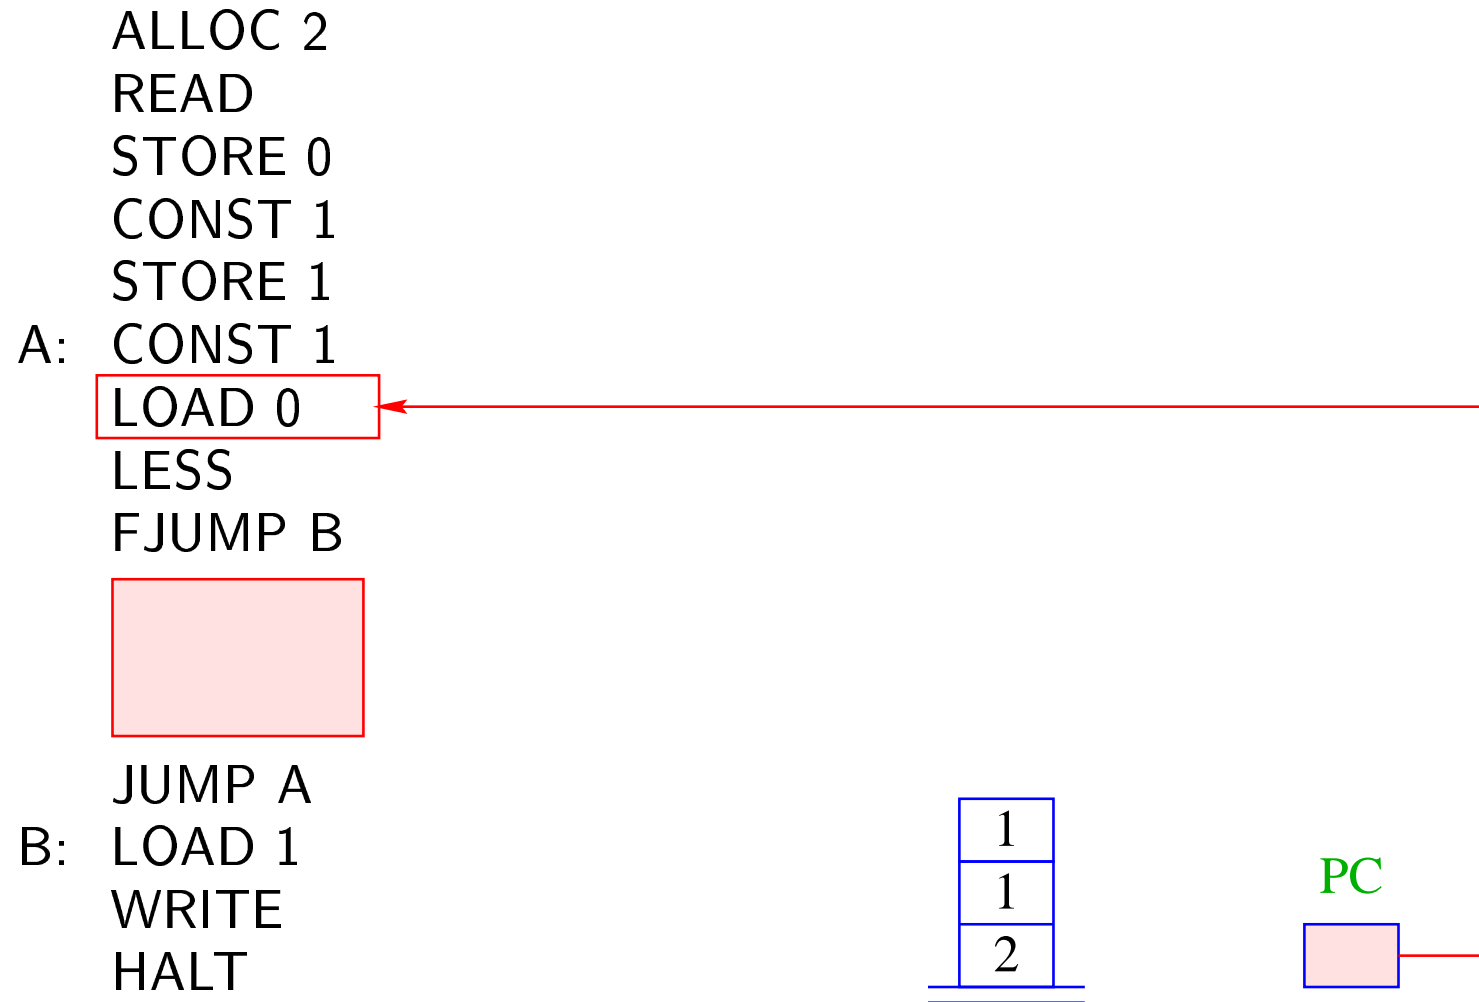 ALLOC 2
READ
STORE 0
CONST 1
STORE 1
A: CONST 1
LOAD 0
LESS
FJUMP B
JUMP A
B: LOAD 1
WRITE
HALT
1
1
2
PC